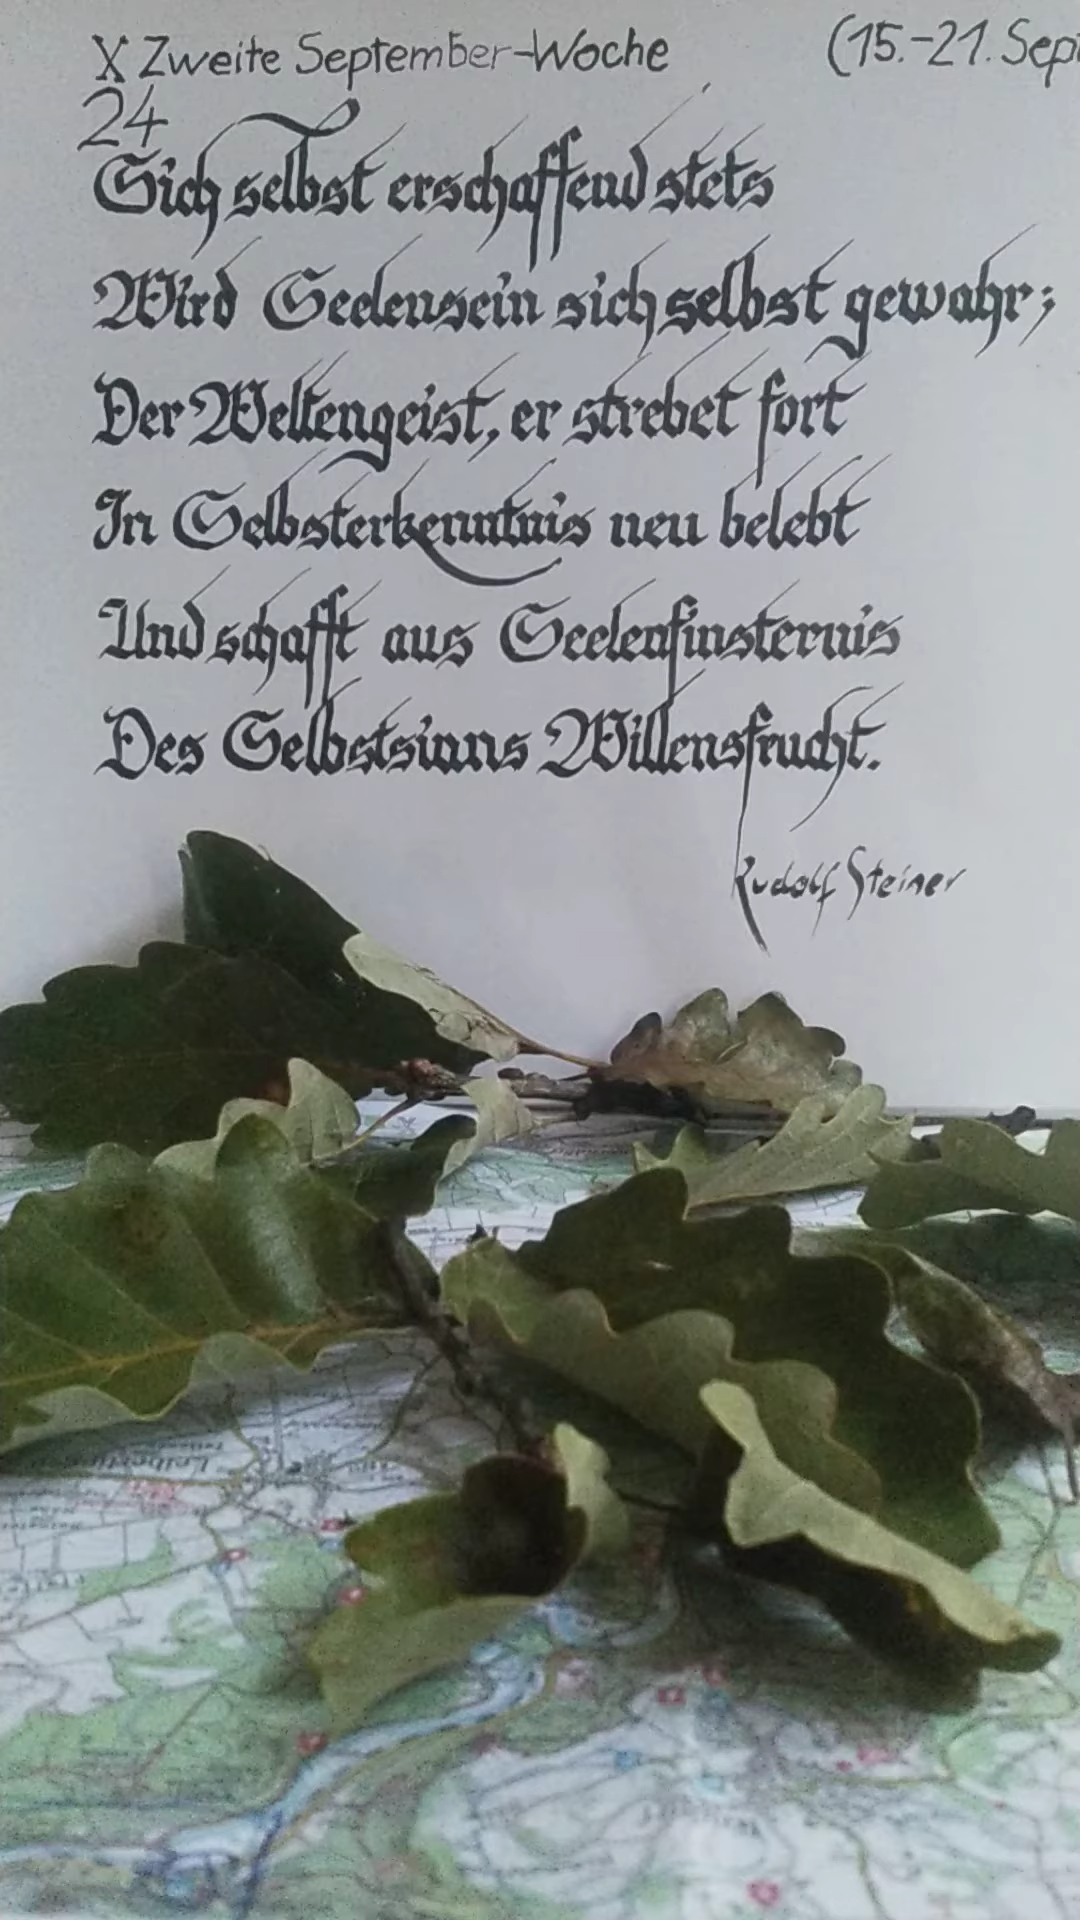 X Zweite September-Woche (15.-21. Sept
24
Sich selbst erschaffend stets
Wird Seelensein sich selbst gewahr;
Der Weltengeist, er strebet fort
In Selbsterkenntnis neu belebt
Und schafft aus Seelenfinsternis
Des Selbstsinns Willensfrucht.
Rudolf Steiner